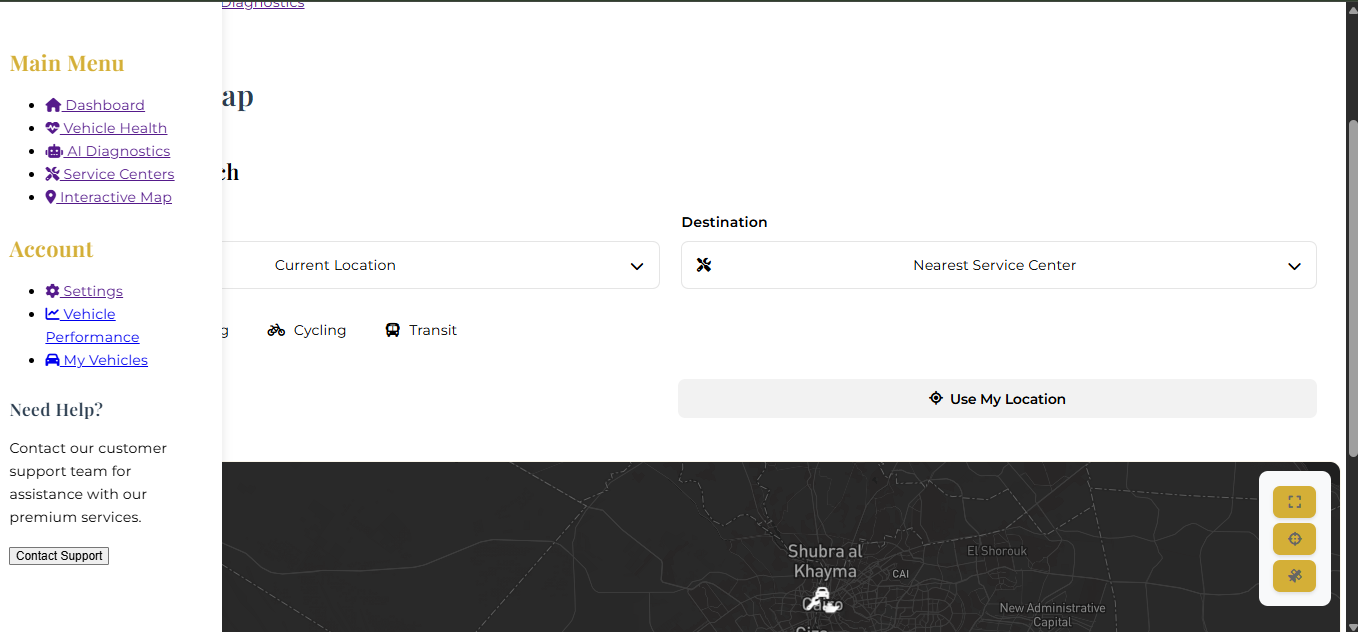 Diagnostics
Main Menu
Dashboard
Vehicle Health
AI Diagnostics
Service Centers
Interactive Map
Account
Settings
Vehicle
Performance
My Vehicles
Need Help?
Contact our customer
support team for
assistance with our
premium services.
Contact Support
ap
ch
Destination
Current Location
Nearest Service Center
g
Cycling
Transit
Use My Location
Shubra al
Khayma
El Shorouk
CAI
Cairo
New Administrative
Capital
Giza